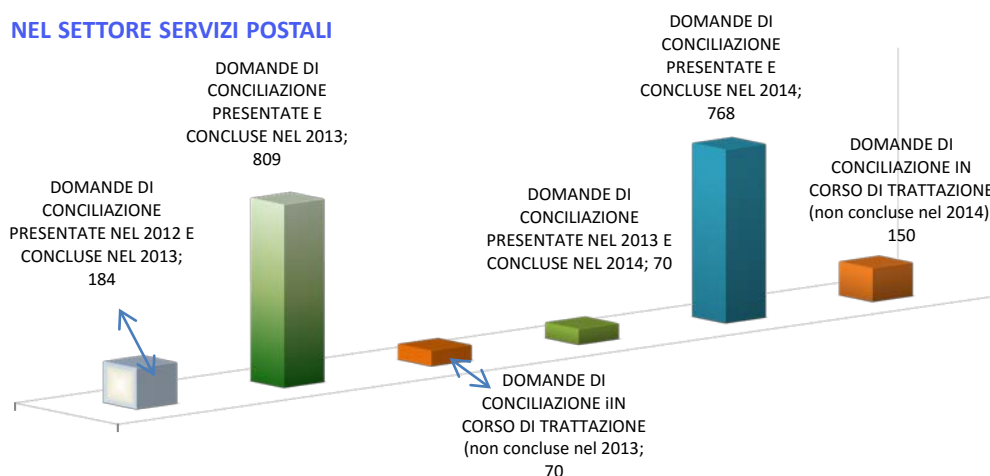 NEL SETTORE SERVIZI POSTALI
DOMANDE DI
CONCILIAZIONE
PRESENTATE NEL 2012 E
CONCLUSE NEL 2013;
184
DOMANDE DI
CONCILIAZIONE
PRESENTATE E
CONCLUSE NEL 2013;
809
DOMANDE DI
CONCILIAZIONE iIN
CORSO DI TRATTAZIONE
(non concluse nel 2013;
70
DOMANDE DI
CONCILIAZIONE
PRESENTATE NEL 2013 E
CONCLUSE NEL 2014; 70
DOMANDE DI
CONCILIAZIONE
PRESENTATE E
CONCLUSE NEL 2014;
768
DOMANDE DI
CONCILIAZIONE IN
CORSO DI TRATTAZIONE
(non concluse nel 2014)
150